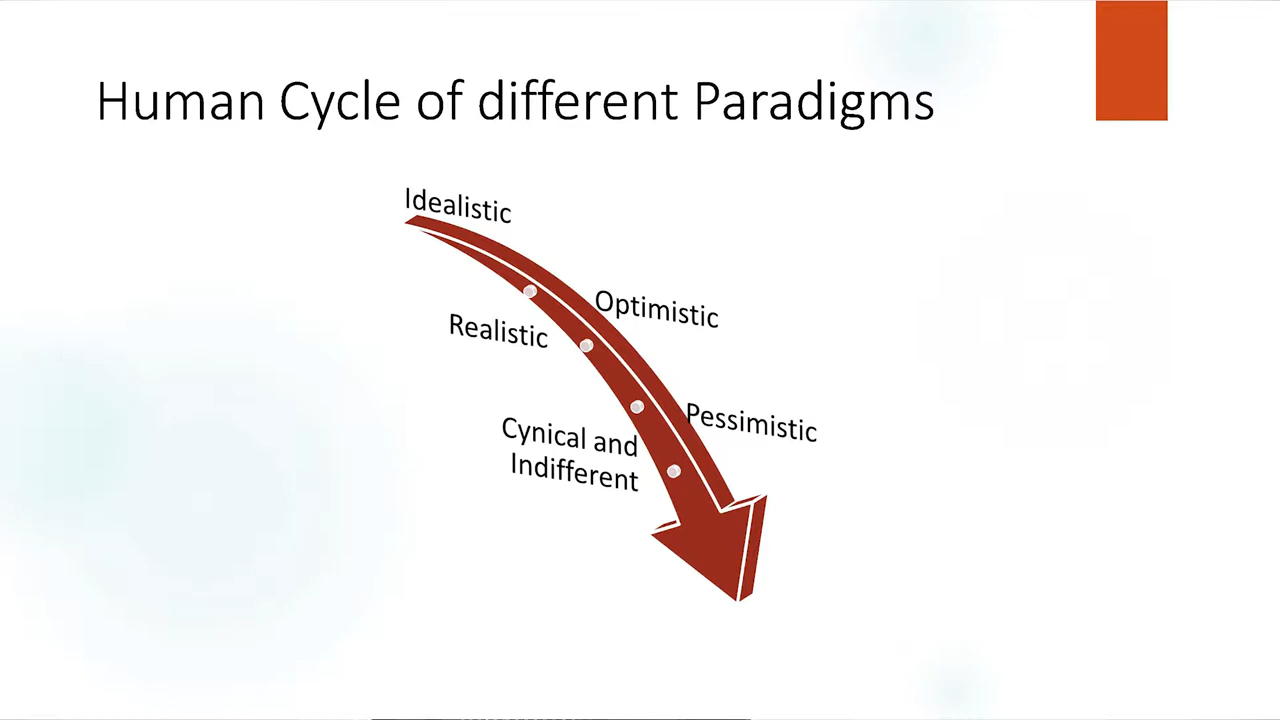 Human Cycle of different Paradigms
Idealistic
Optimistic
Realistic
Pessimistic
Cynical and
Indifferent